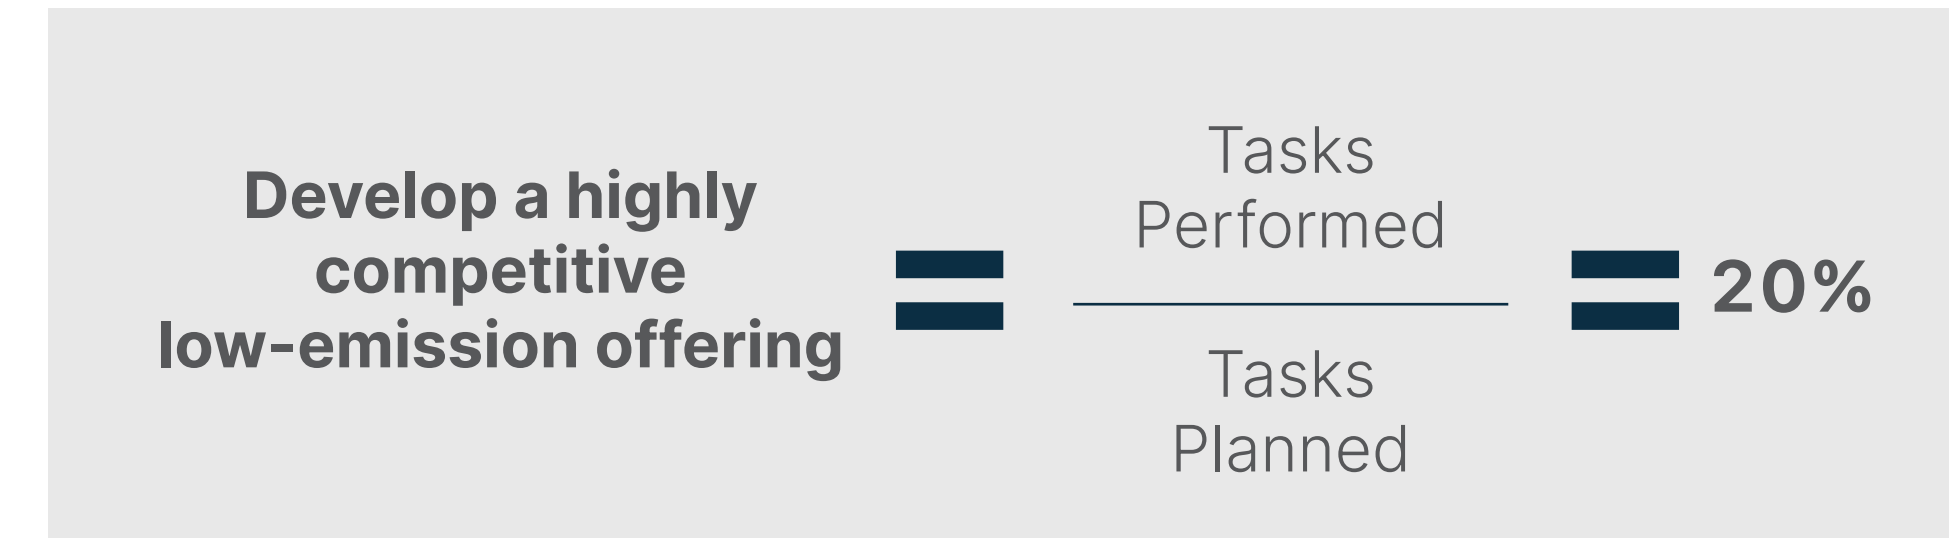 Develop a highly
competitive
low-emission offering
=
Tasks
Performed
Tasks
Planned
=
20%